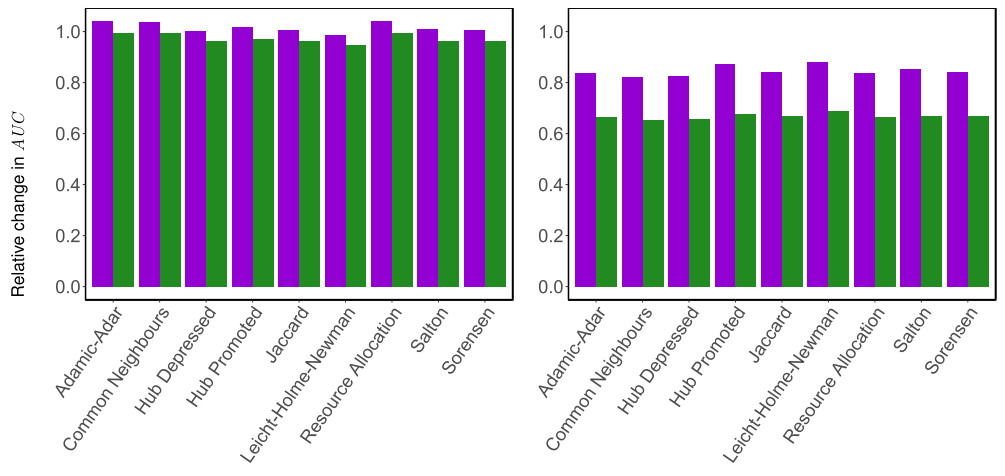 Relative change in AUC
1.0
0.8
0.6
0.4
0.2
0.0
Adamic-Adar
Common Neighbours
Hub Depressed
Hub Promoted
Jaccard
Leicht-Holme-Newman
Resource Allocation
Salton
Sorensen
1.0
0.8
0.6
0.4
0.2
0.0
Adamic-Adar
Common Neighbours
Hub Depressed
Hub Promoted
Jaccard
Leicht-Holme-Newman
Resource Allocation
Salton
Sorensen